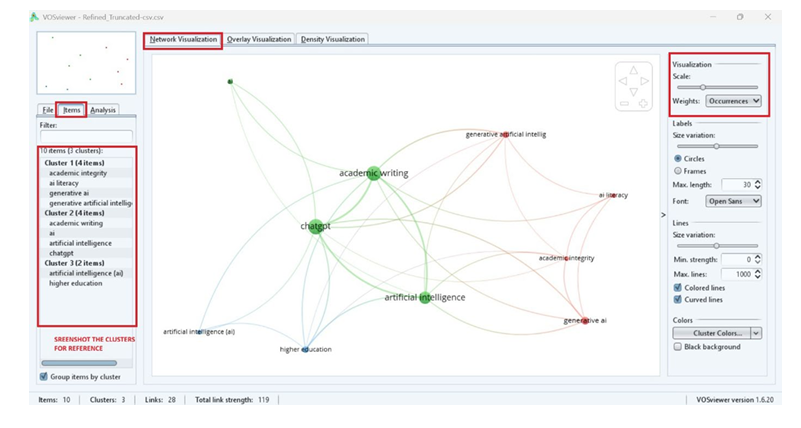 VOSviewer - Refined_Truncated-csv.csv
Network Visualization Overlay Visualization Density Visualization
File Items Analysis
Filter:
10 items (3 clusters):
Cluster 1 (4 items)
academic integrity
ai literacy
generative ai
generative artificial intellig
Cluster 2 (4 items)
academic writing
ai
artificial intelligence
chatgpt
Cluster 3 (2 items)
artificial intelligence (ai)
higher education
SREENSHOT THE CLUSTERS
FOR REFERENCE
Group items by cluster
ai
generative artificial intellig
academic writing
ai literacy
chatgpt
academic integrity
artificial intelligence
generative ai
artificial intelligence (ai)
higher education
Visualization
Scale:
Weights: Occurrences
Labels
Size variation:
Circles
Frames
Max. length: 30
Font: Open Sans
Lines
Size variation:
Min. strength: 0
Max. lines: 1000
Colored lines
Curved lines
Colors
Cluster Colors...
Black background
Items: 10 Clusters: 3 Links: 28 Total link strength: 119 VOSviewer version 1.6.20